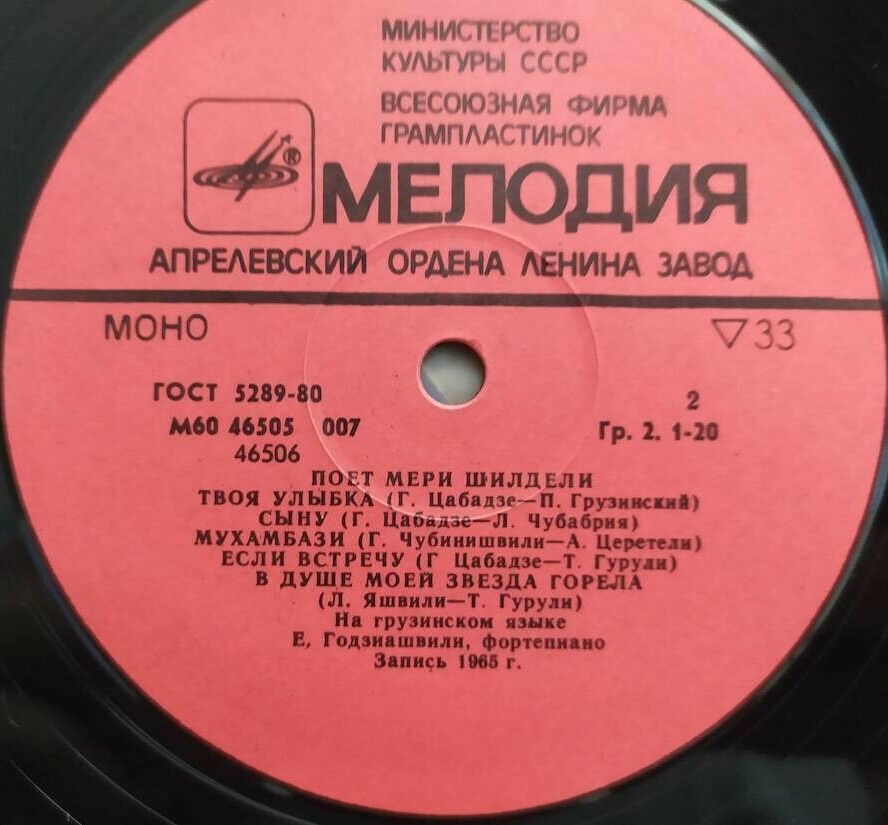 МИНИСТЕРСТВО
КУЛЬТУРЫ СССР
ВСЕСОЮЗНАЯ ФИРМА
ГРАМПЛАСТИНОК
®
МЕЛОДИЯ
АПРЕЛЕВСКИЙ ОРДЕНА ЛЕНИНА ЗАВОД
МОНО ▽33
ГОСТ 5289-80 2
М60 46505 007 Гр. 2. 1-20
46506
ПОЕТ МЕРИ ШИЛДЕЛИ
ТВОЯ УЛЫБКА (Г. Цабадзе—П. Грузинский)
СЫНУ (Г. Цабадзе—Л. Чубабрия)
МУХАМБАЗИ (Г. Чубинишвили—А. Церетели)
ЕСЛИ ВСТРЕЧУ (Г Цабадзе—Т. Гурули)
В ДУШЕ МОЕЙ ЗВЕЗДА ГОРЕЛА
(Л. Яшвили—Т. Гурули)
На грузинском языке
Е, Годзиашвили, фортепиано
Запись 1965 г.